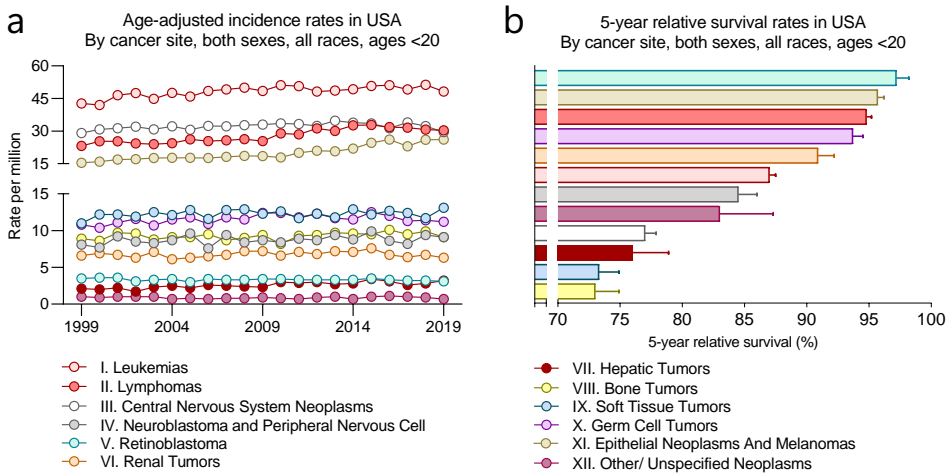 a
Age-adjusted incidence rates in USA
By cancer site, both sexes, all races, ages <20
Rate per million
60
45
30
15
15
10
5
0
1999
2004
2009
2014
2019
b
5-year relative survival rates in USA
By cancer site, both sexes, all races, ages <20
70
75
80
85
90
95
100
5-year relative survival (%)
I. Leukemias
II. Lymphomas
III. Central Nervous System Neoplasms
IV. Neuroblastoma and Peripheral Nervous Cell
V. Retinoblastoma
VI. Renal Tumors
VII. Hepatic Tumors
VIII. Bone Tumors
IX. Soft Tissue Tumors
X. Germ Cell Tumors
XI. Epithelial Neoplasms And Melanomas
XII. Other/ Unspecified Neoplasms